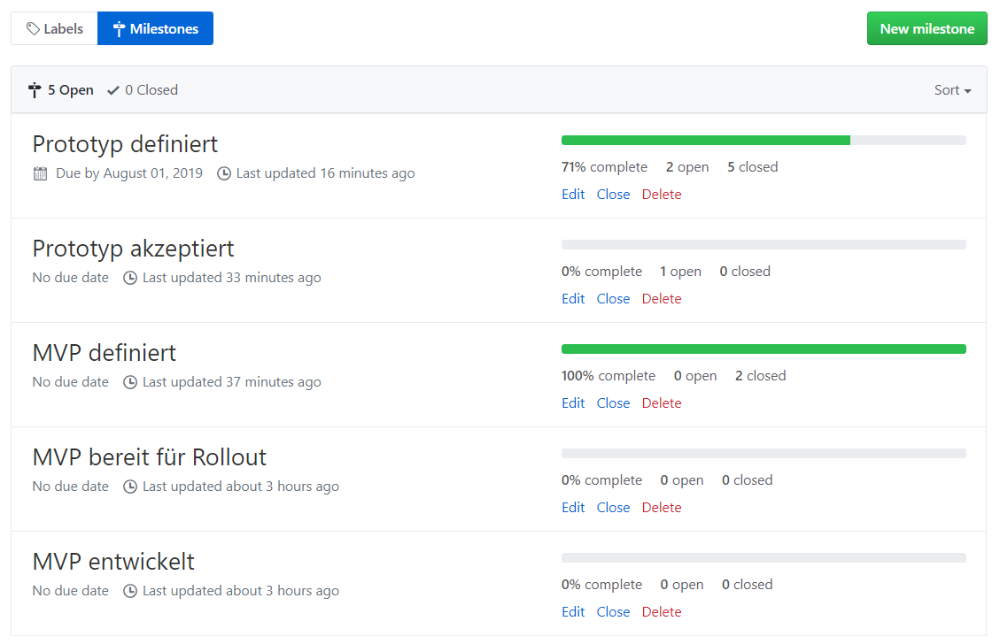 Labels Milestones New milestone
5 Open 0 Closed Sort
Prototyp definiert
Due by August 01, 2019 Last updated 16 minutes ago
71% complete 2 open 5 closed
Edit Close Delete
Prototyp akzeptiert
No due date Last updated 33 minutes ago
0% complete 1 open 0 closed
Edit Close Delete
MVP definiert
No due date Last updated 37 minutes ago
100% complete 0 open 2 closed
Edit Close Delete
MVP bereit für Rollout
No due date Last updated about 3 hours ago
0% complete 0 open 0 closed
Edit Close Delete
MVP entwickelt
No due date Last updated about 3 hours ago
0% complete 0 open 0 closed
Edit Close Delete